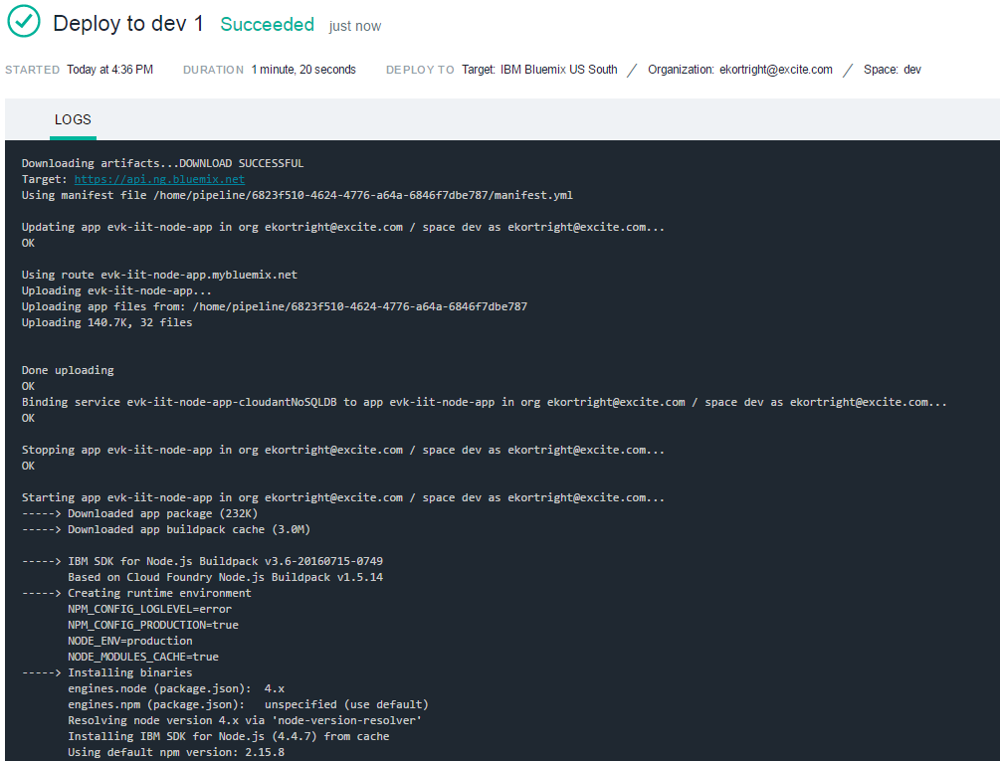 Deploy to dev 1 Succeeded just now
STARTED Today at 4:36 PM DURATION 1 minute, 20 seconds DEPLOY TO Target: IBM Bluemix US South / Organization: ekortright@excite.com / Space: dev
LOGS
Downloading artifacts...DOWNLOAD SUCCESSFUL
Target: https://api.ng.bluemix.net
Using manifest file /home/pipeline/6823f510-4624-4776-a64a-6846f7dbe787/manifest.yml
Updating app evk-iit-node-app in org ekortright@excite.com / space dev as ekortright@excite.com...
OK
Using route evk-iit-node-app.mybluemix.net
Uploading evk-iit-node-app...
Uploading app files from: /home/pipeline/6823f510-4624-4776-a64a-6846f7dbe787
Uploading 140.7K, 32 files
Done uploading
OK
Binding service evk-iit-node-app-cloudantNoSQLDB to app evk-iit-node-app in org ekortright@excite.com / space dev as ekortright@excite.com...
OK
Stopping app evk-iit-node-app in org ekortright@excite.com / space dev as ekortright@excite.com...
OK
Starting app evk-iit-node-app in org ekortright@excite.com / space dev as ekortright@excite.com...
-----> Downloaded app package (232K)
-----> Downloaded app buildpack cache (3.0M)
-----> IBM SDK for Node.js Buildpack v3.6-20160715-0749
Based on Cloud Foundry Node.js Buildpack v1.5.14
-----> Creating runtime environment
NPM_CONFIG_LOGLEVEL=error
NPM_CONFIG_PRODUCTION=true
NODE_ENV=production
NODE_MODULES_CACHE=true
-----> Installing binaries
engines.node (package.json): 4.x
engines.npm (package.json): unspecified (use default)
Resolving node version 4.x via 'node-version-resolver'
Installing IBM SDK for Node.js (4.4.7) from cache
Using default npm version: 2.15.8